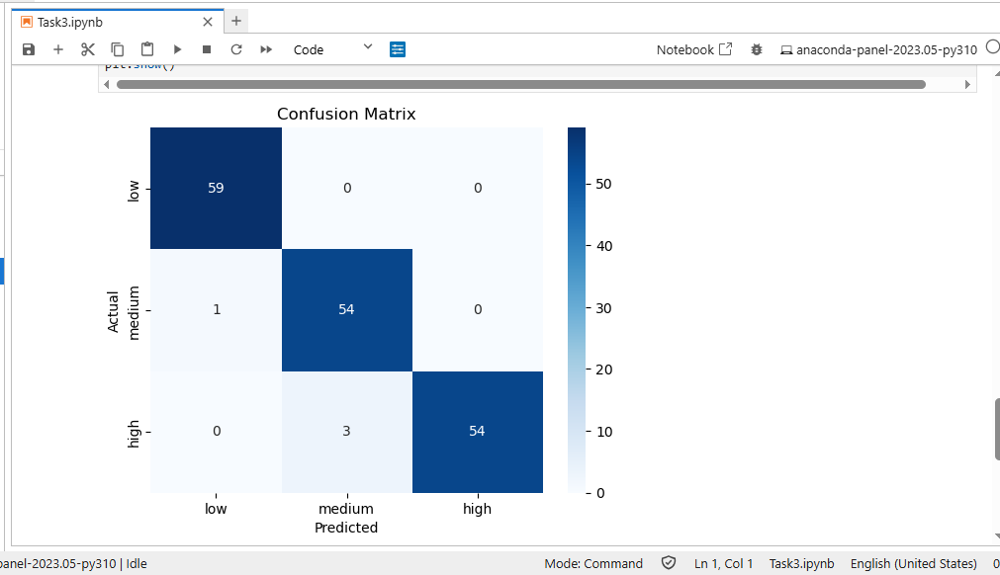 Task3.ipynb
Code
Notebook
anaconda-panel-2023.05-py310
plt.show()
Confusion Matrix
low
59
0
0
50
40
Actual
medium
1
54
0
30
20
high
0
3
54
10
0
low
medium
high
Predicted
panel-2023.05-py310 | Idle
Mode: Command
Ln 1, Col 1
Task3.ipynb
English (United States)
0